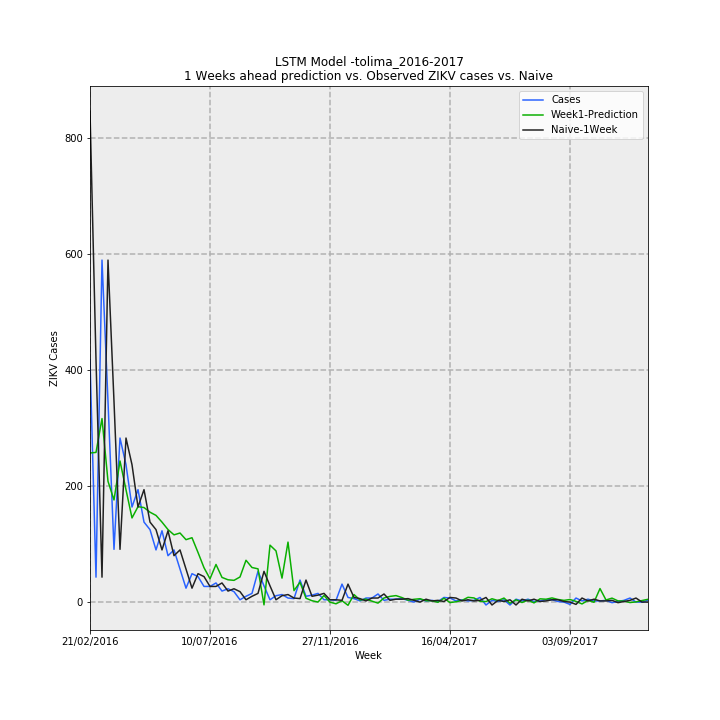 LSTM Model -tolima_2016-2017
1 Weeks ahead prediction vs. Observed ZIKV cases vs. Naive
Cases
Week1-Prediction
Naive-1Week
800
600
400
200
0
ZIKV Cases
21/02/2016
10/07/2016
27/11/2016
16/04/2017
03/09/2017
Week